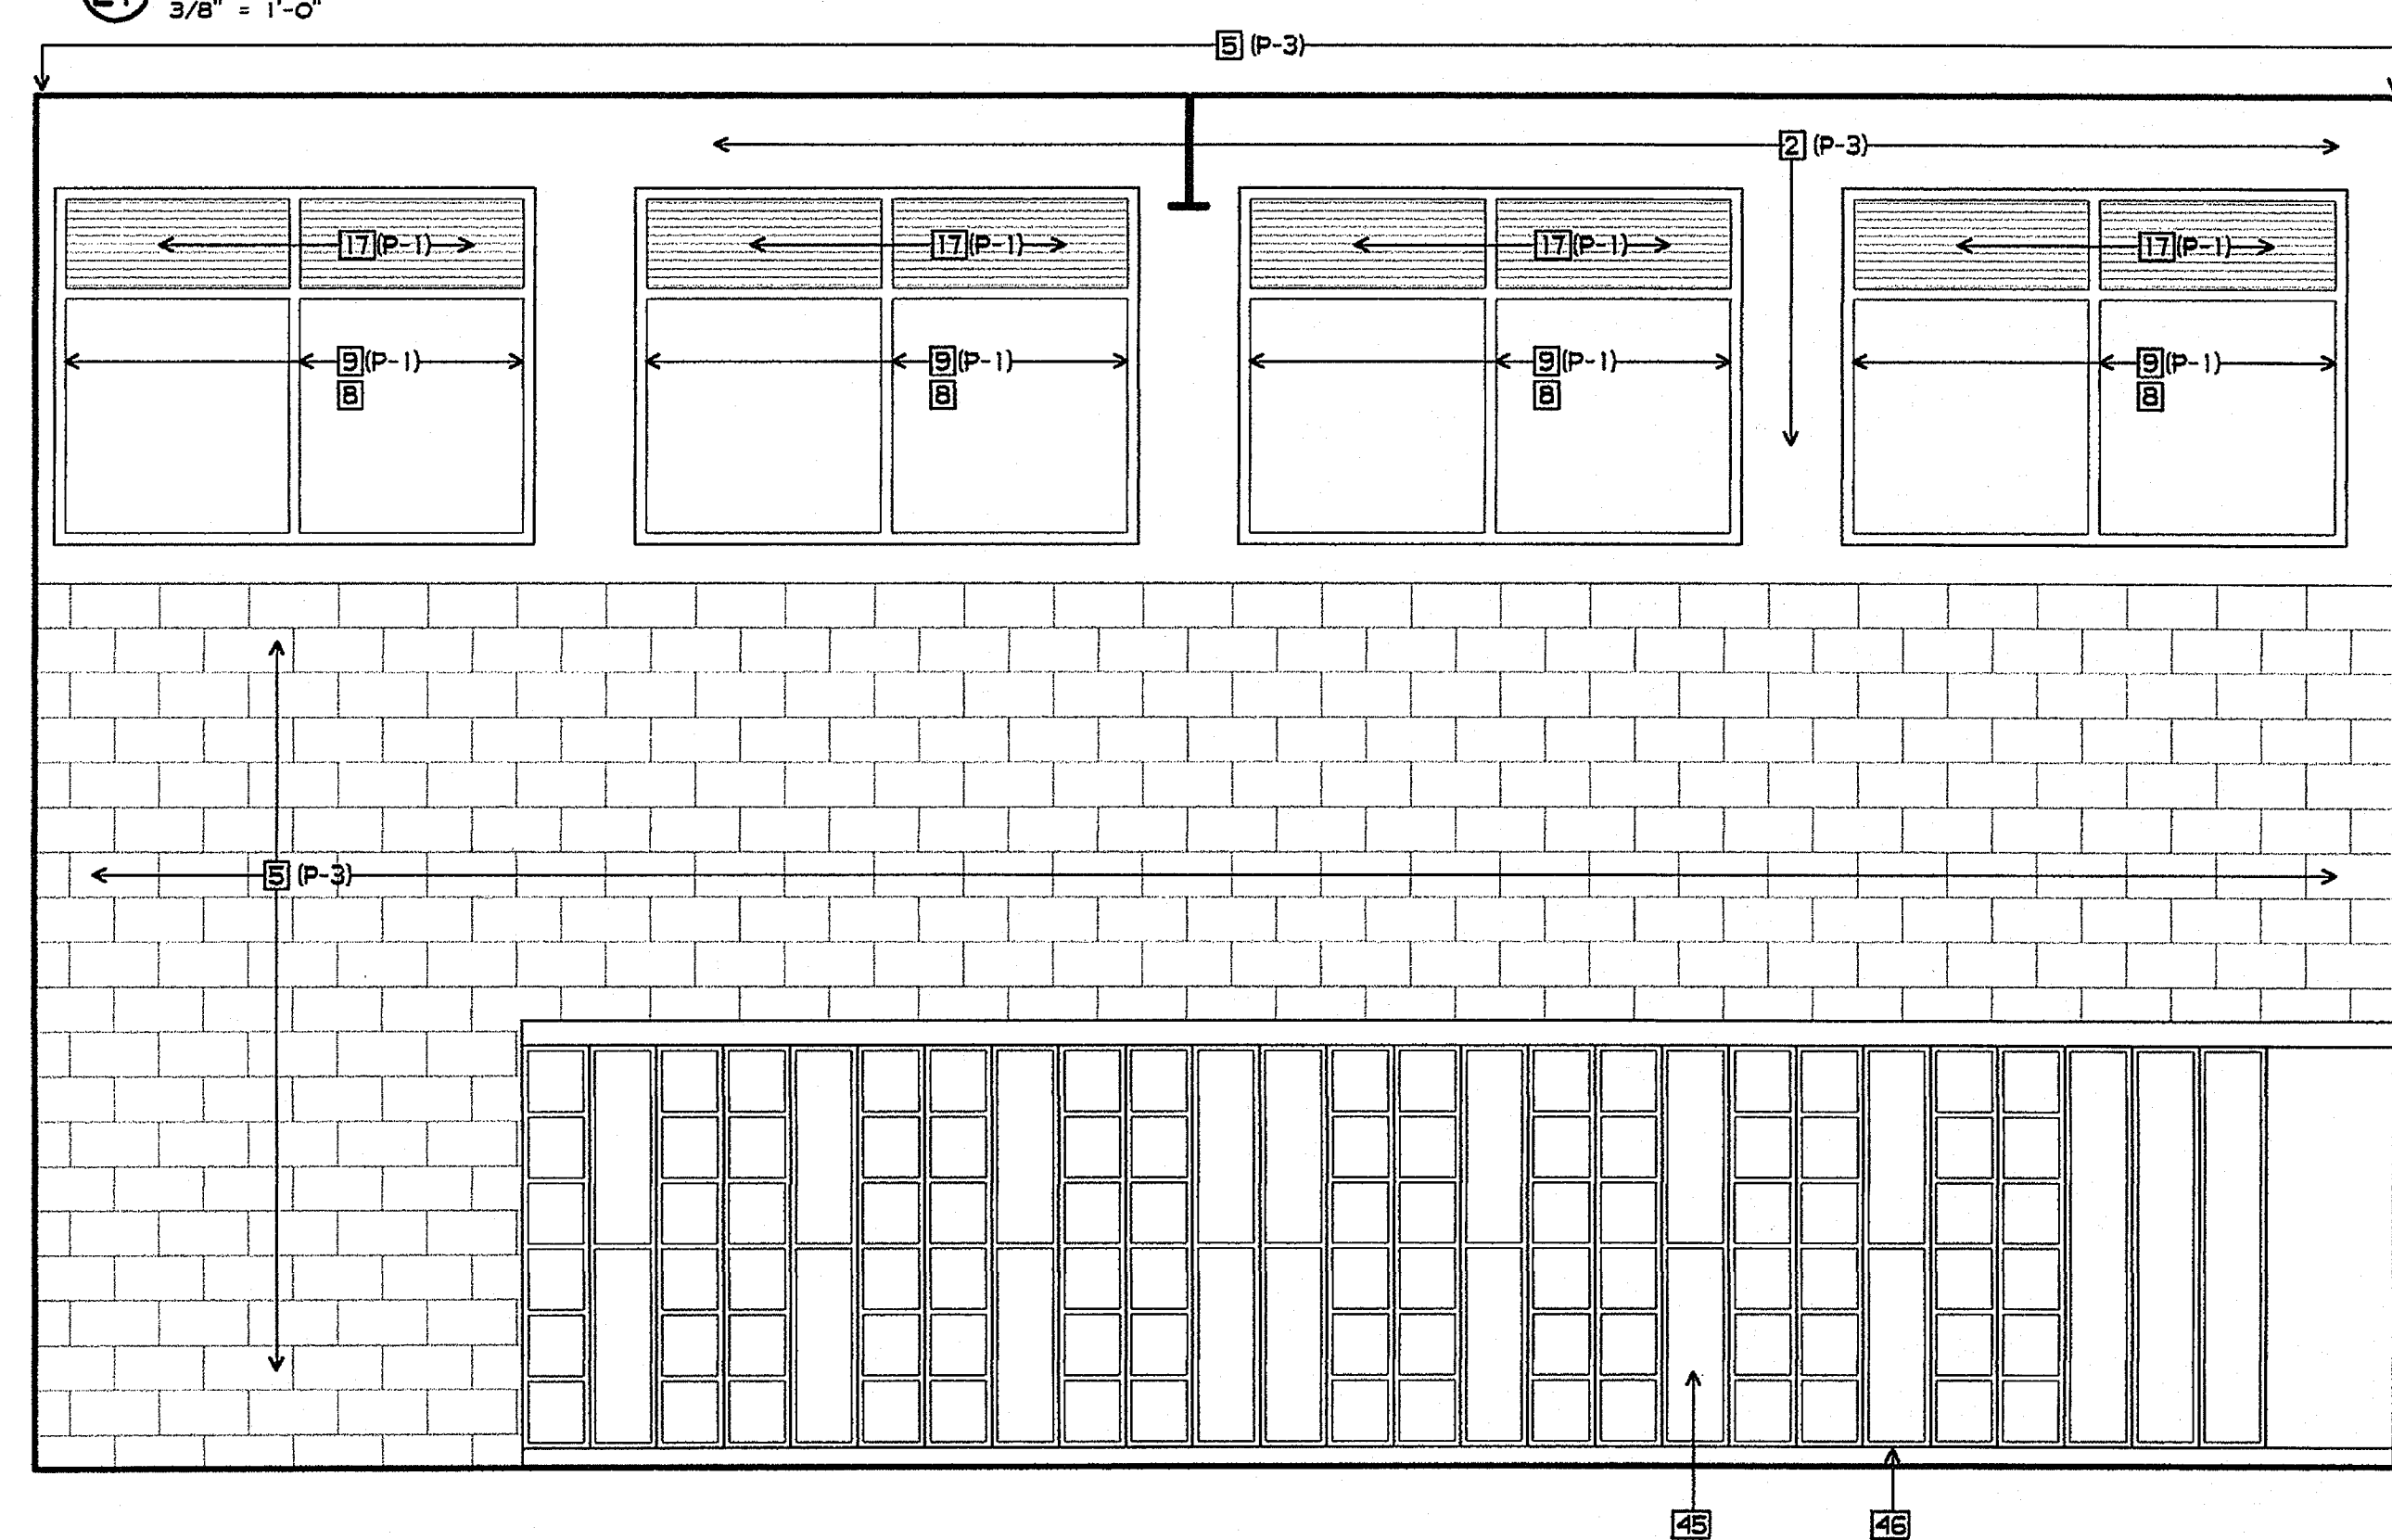 3/8" = 1'-0"
5 (P-3)
2 (P-3)
17 (P-1) 17 (P-1) 17 (P-1) 17 (P-1)
9 (P-1) 9 (P-1) 9 (P-1) 9 (P-1)
8 8 8 8
5 (P-3)
45 46